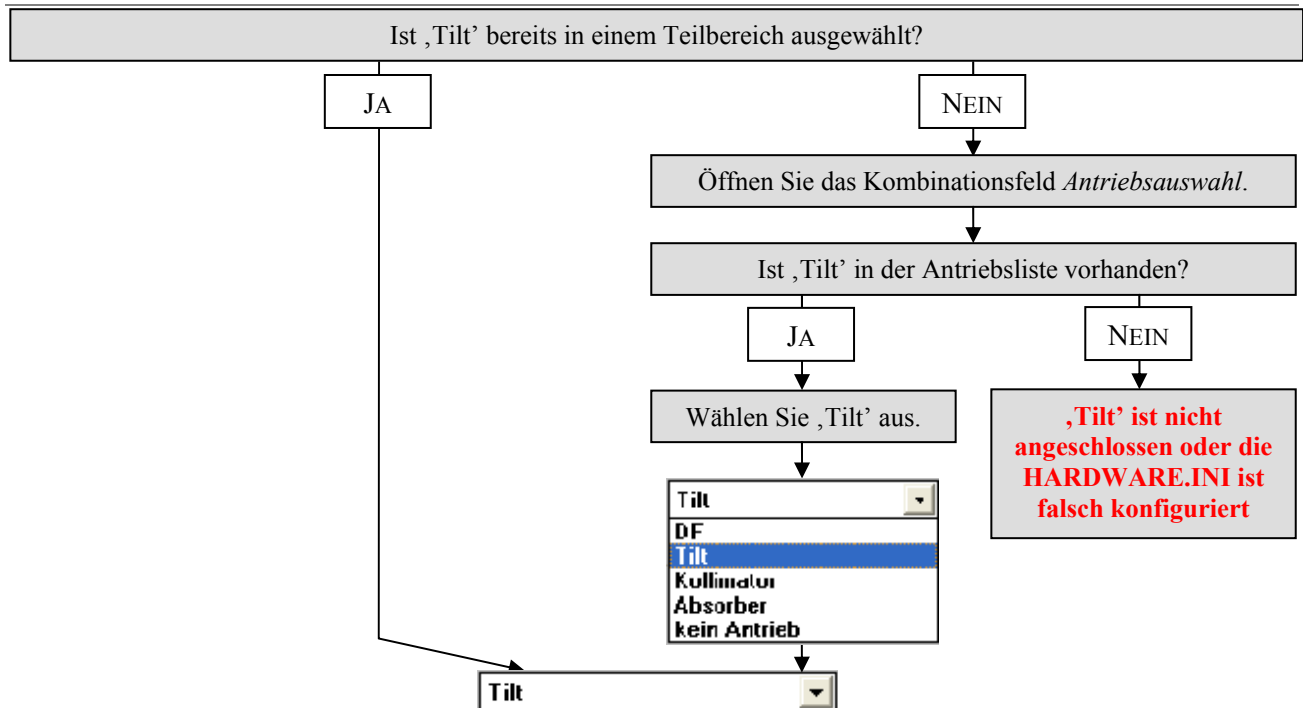 Ist ‚Tilt’ bereits in einem Teilbereich ausgewählt?
JA
NEIN
Öffnen Sie das Kombinationsfeld Antriebsauswahl.
Ist ‚Tilt’ in der Antriebsliste vorhanden?
JA
NEIN
Wählen Sie ‚Tilt’ aus.
‚Tilt’ ist nicht
angeschlossen oder die
HARDWARE.INI ist
falsch konfiguriert
Tilt
DF
Tilt
Kollimator
Absorber
kein Antrieb
Tilt